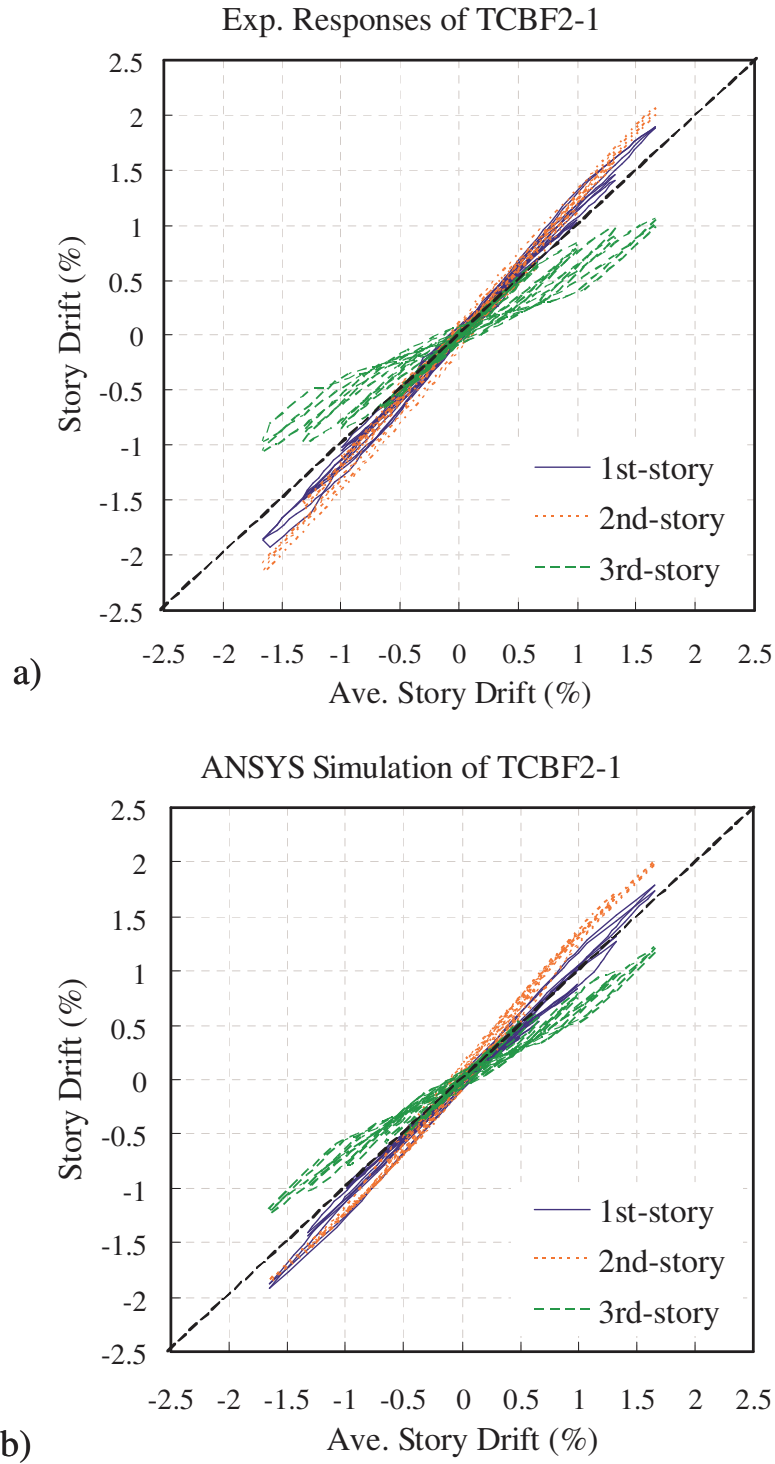 Exp. Responses of TCBF2-1
2.5
2
1.5
1
0.5
0
-0.5
-1
-1.5
-2
-2.5
Story Drift (%)
1st-story
2nd-story
3rd-story
-2.5 -2 -1.5 -1 -0.5 0 0.5 1 1.5 2 2.5
Ave. Story Drift (%)
a)
ANSYS Simulation of TCBF2-1
2.5
2
1.5
1
0.5
0
-0.5
-1
-1.5
-2
-2.5
Story Drift (%)
1st-story
2nd-story
3rd-story
-2.5 -2 -1.5 -1 -0.5 0 0.5 1 1.5 2 2.5
Ave. Story Drift (%)
b)